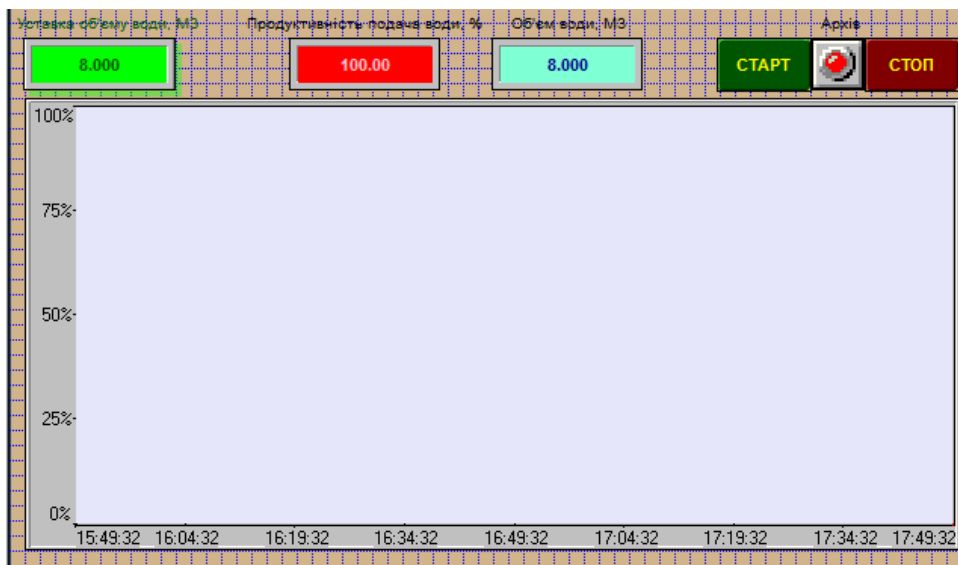 Уставка об'єму води, М3 Продуктивність подача води, % Об'єм води, М3 Архів
8.000 100.00 8.000 СТАРТ СТОП
100%
75%
50%
25%
0%
15:49:32 16:04:32 16:19:32 16:34:32 16:49:32 17:04:32 17:19:32 17:34:32 17:49:32